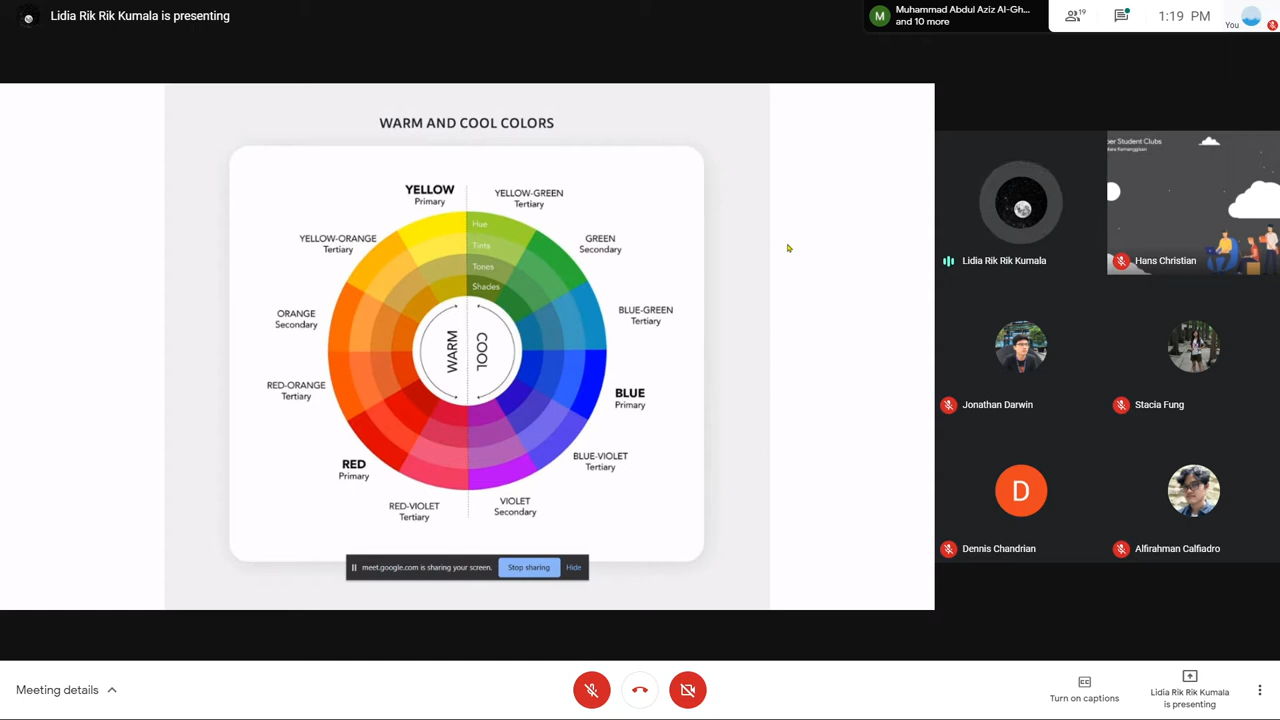 Lidia Rik Rik Kumala is presenting
M
Muhammad Abdul Aziz Al-Gh...
and 10 more
19
1:19 PM
You
WARM AND COOL COLORS
YELLOW
Primary
YELLOW-GREEN
Tertiary
YELLOW-ORANGE
Tertiary
GREEN
Secondary
Hue
Tints
Tones
Shades
ORANGE
Secondary
BLUE-GREEN
Tertiary
WARM
COOL
RED-ORANGE
Tertiary
BLUE
Primary
RED
Primary
BLUE-VIOLET
Tertiary
RED-VIOLET
Tertiary
VIOLET
Secondary
meet.google.com is sharing your screen.
Stop sharing
Hide
Lidia Rik Rik Kumala
per Student Clubs
Hans Christian
Jonathan Darwin
Stacia Fung
D
Dennis Chandrian
Alfirahman Calfiadro
Meeting details
CC
Turn on captions
Lidia Rik Rik Kumala
is presenting